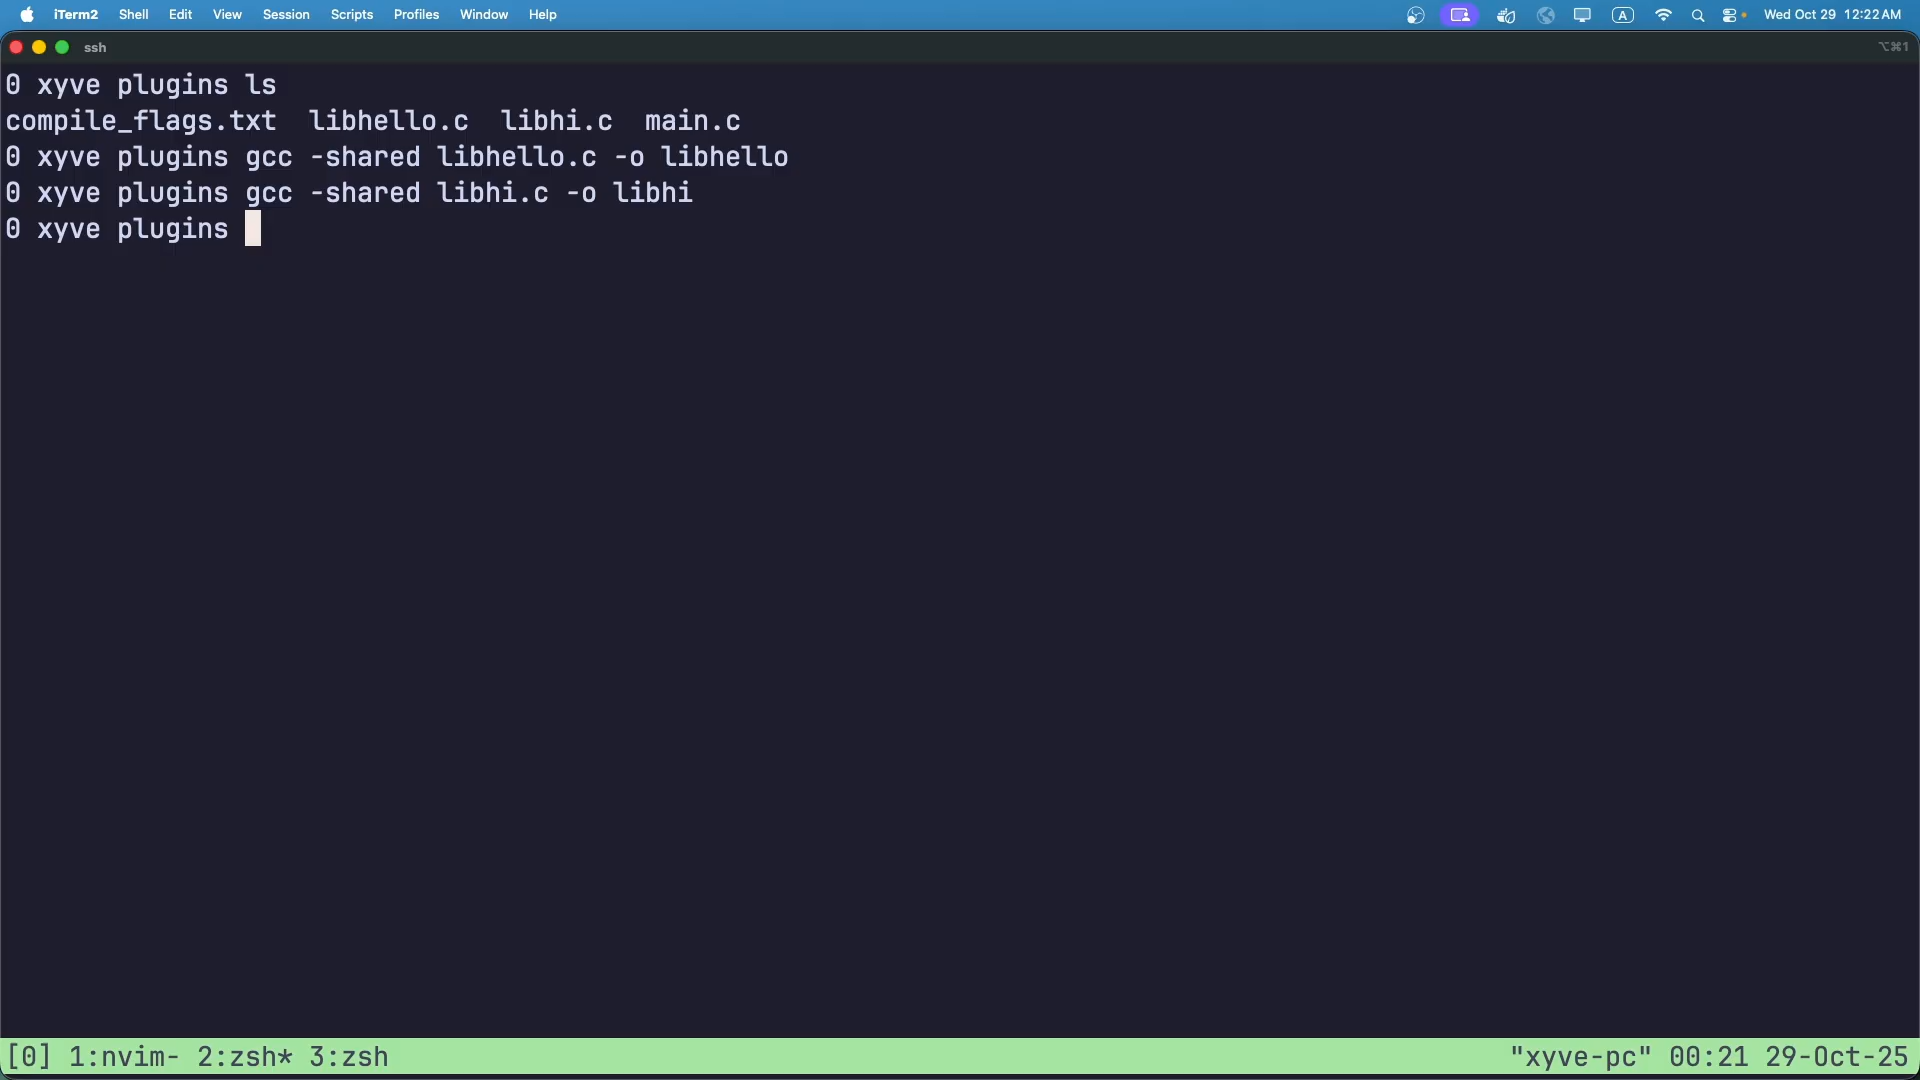 iTerm2 Shell Edit View Session Scripts Profiles Window Help A Wed Oct 29 12:22 AM
ssh ⌥⌘1
0 xyve plugins ls
compile_flags.txt libhello.c libhi.c main.c
0 xyve plugins gcc -shared libhello.c -o libhello
0 xyve plugins gcc -shared libhi.c -o libhi
0 xyve plugins
[0] 1:nvim- 2:zsh* 3:zsh "xyve-pc" 00:21 29-Oct-25